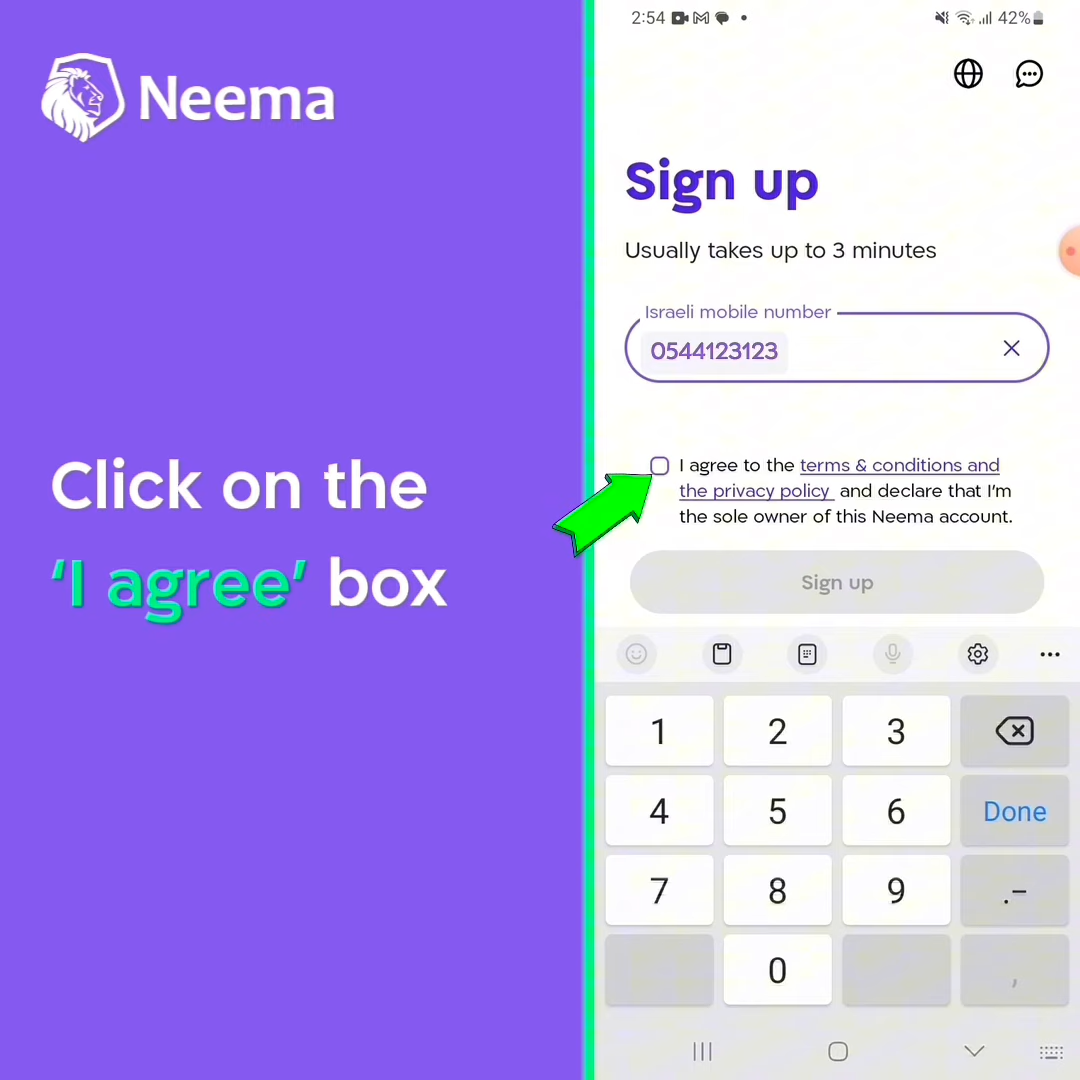 Neema
Click on the
‘I agree’ box
2:54
42%
Sign up
Usually takes up to 3 minutes
Israeli mobile number
0544123123
I agree to the terms & conditions and
the privacy policy and declare that I'm
the sole owner of this Neema account.
Sign up
1 2 3
4 5 6 Done
7 8 9 .-
0 ,